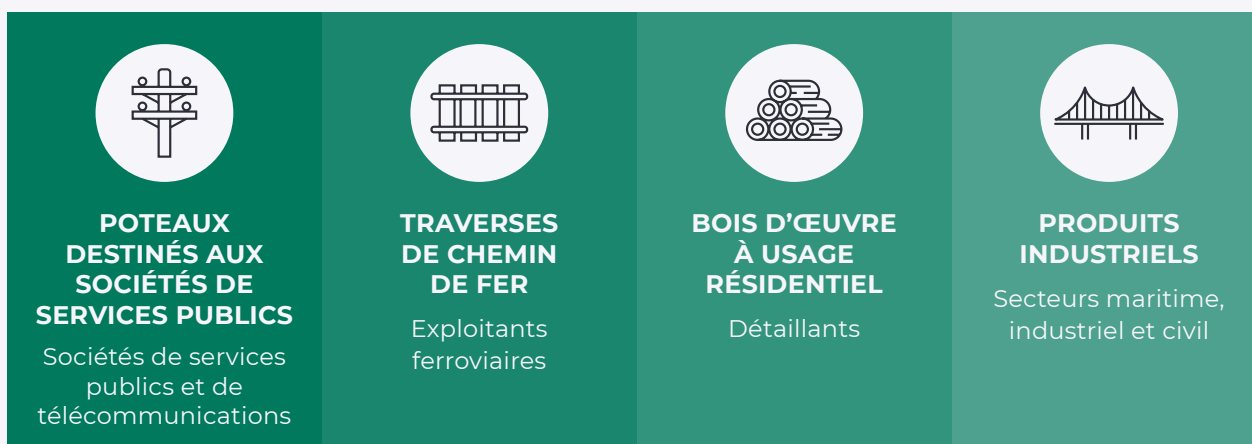 POTEAUX
DESTINÉS AUX
SOCIÉTÉS DE
SERVICES PUBLICS
Sociétés de services
publics et de
télécommunications
TRAVERSES
DE CHEMIN
DE FER
Exploitants
ferroviaires
BOIS D’ŒUVRE
À USAGE
RÉSIDENTIEL
Détaillants
PRODUITS
INDUSTRIELS
Secteurs maritime,
industriel et civil